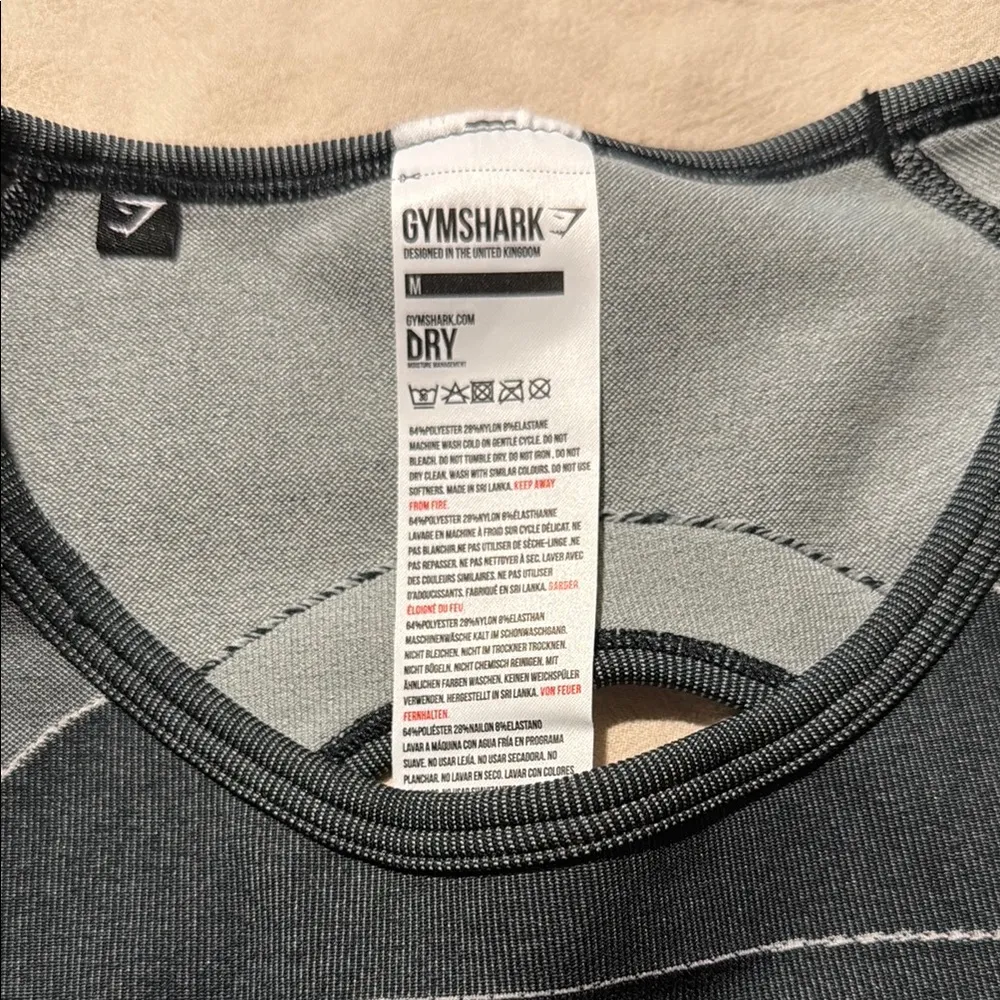 GYMSHARK
DESIGNED IN THE UNITED KINGDOM
M
GYMSHARK.COM
DRY
MOISTURE MANAGEMENT
30
64%POLYESTER 28%NYLON 8%ELASTANE
MACHINE WASH COLD ON GENTLE CYCLE. DO NOT
BLEACH. DO NOT TUMBLE DRY. DO NOT IRON . DO NOT
DRY CLEAN. WASH WITH SIMILAR COLOURS. DO NOT USE
SOFTNERS. MADE IN SRI LANKA. KEEP AWAY
FROM FIRE.
64%POLYESTER 28%NYLON 8%ÉLASTHANNE
LAVAGE EN MACHINE À FROID SUR CYCLE DÉLICAT. NE
PAS BLANCHIR.NE PAS UTILISER DE SÈCHE-LINGE .NE
PAS REPASSER. NE PAS NETTOYER À SEC. LAVER AVEC
DES COULEURS SIMILAIRES. NE PAS UTILISER
D'ADOUCISSANTS. FABRIQUÉ EN SRI LANKA. GARDER
ÉLOIGNÉ DU FEU.
64%POLYESTER 28%NYLON 8%ELASTHAN
MASCHINENWÄSCHE KALT IM SCHONWASCHGANG.
NICHT BLEICHEN. NICHT IM TROCKNER TROCKNEN.
NICHT BÜGELN. NICHT CHEMISCH REINIGEN. MIT
ÄHNLICHEN FARBEN WASCHEN. KEINEN WEICHSPÜLER
VERWENDEN. HERGESTELLT IN SRI LANKA. VON FEUER
FERNHALTEN.
64%POLIÉSTER 28%NAILON 8%ELASTANO
LAVAR A MÁQUINA CON AGUA FRÍA EN PROGRAMA
SUAVE. NO USAR LEJÍA. NO USAR SECADORA. NO
PLANCHAR. NO LAVAR EN SECO. LAVAR CON COLORES